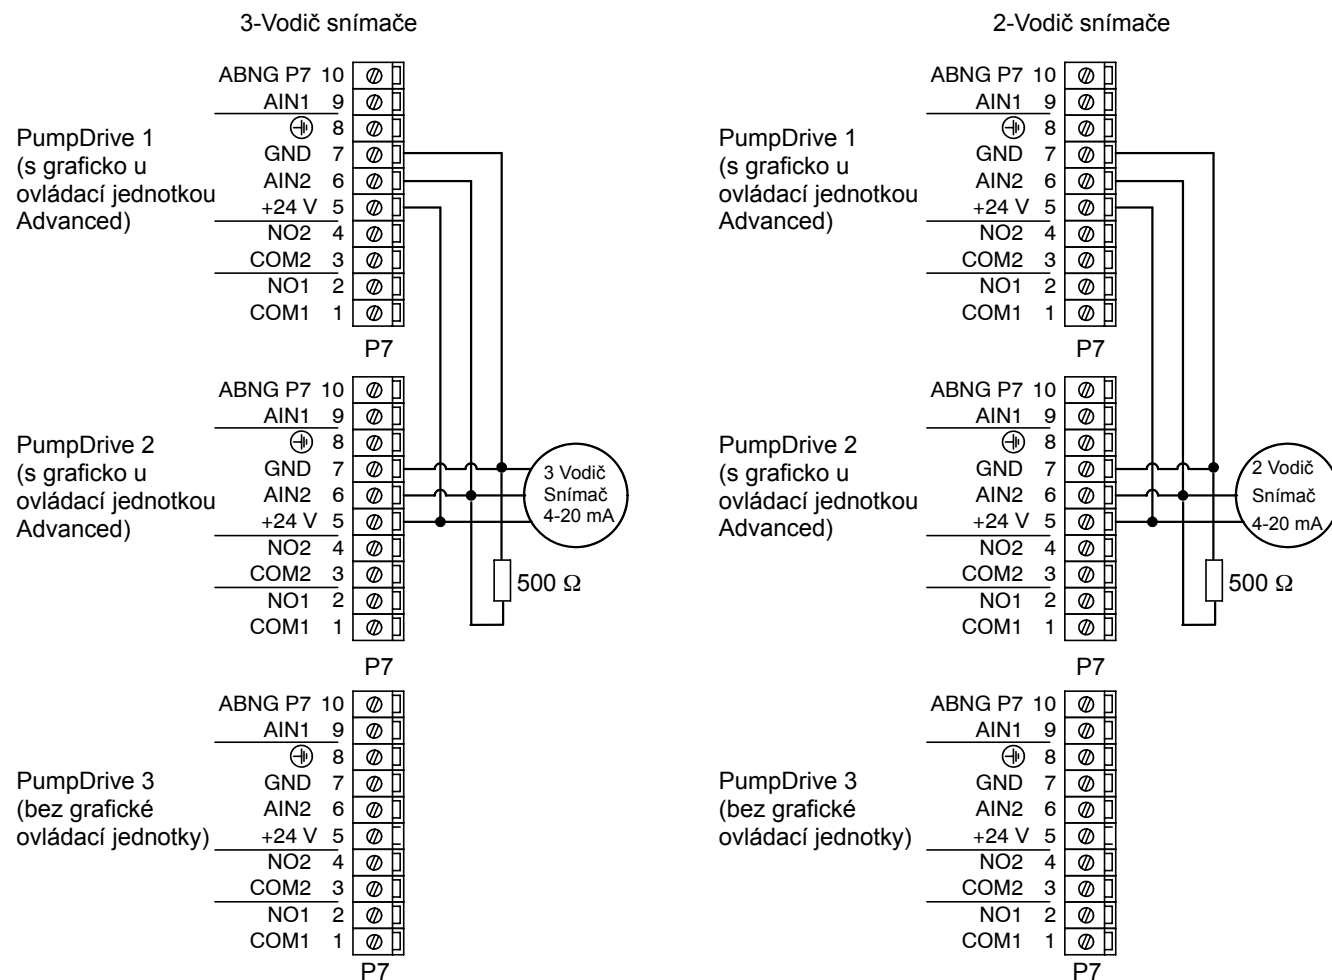 3-Vodič snímače
PumpDrive 1
(s graficko u
ovládací jednotkou
Advanced)
ABNG P7 10
AIN1 9
8
GND 7
AIN2 6
+24 V 5
NO2 4
COM2 3
NO1 2
COM1 1
P7
PumpDrive 2
(s graficko u
ovládací jednotkou
Advanced)
ABNG P7 10
AIN1 9
8
GND 7
AIN2 6
+24 V 5
NO2 4
COM2 3
NO1 2
COM1 1
P7
3 Vodič
Snímač
4-20 mA
500 Ω
PumpDrive 3
(bez grafické
ovládací jednotky)
ABNG P7 10
AIN1 9
8
GND 7
AIN2 6
+24 V 5
NO2 4
COM2 3
NO1 2
COM1 1
P7
2-Vodič snímače
PumpDrive 1
(s graficko u
ovládací jednotkou
Advanced)
ABNG P7 10
AIN1 9
8
GND 7
AIN2 6
+24 V 5
NO2 4
COM2 3
NO1 2
COM1 1
P7
PumpDrive 2
(s graficko u
ovládací jednotkou
Advanced)
ABNG P7 10
AIN1 9
8
GND 7
AIN2 6
+24 V 5
NO2 4
COM2 3
NO1 2
COM1 1
P7
2 Vodič
Snímač
4-20 mA
500 Ω
PumpDrive 3
(bez grafické
ovládací jednotky)
ABNG P7 10
AIN1 9
8
GND 7
AIN2 6
+24 V 5
NO2 4
COM2 3
NO1 2
COM1 1
P7